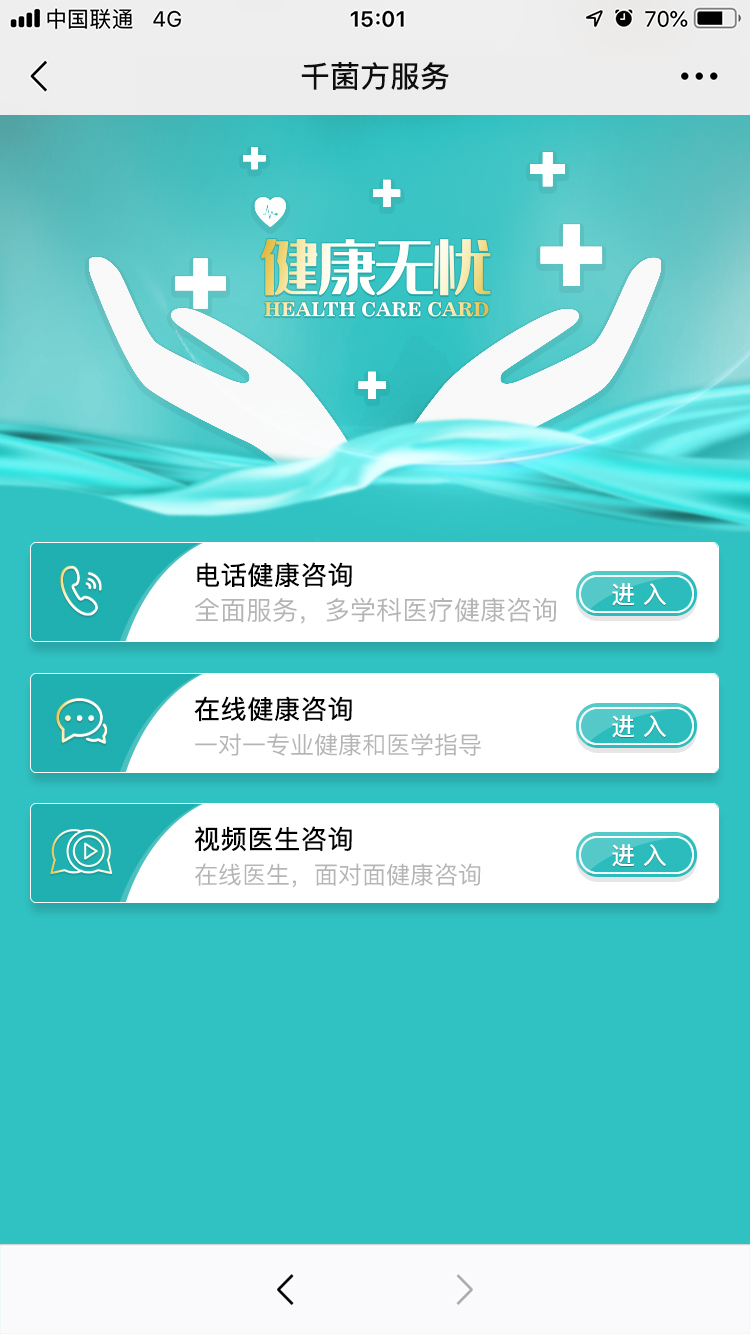 中国联通 4G 15:01 70%
千菌方服务
健康无忧
HEALTH CARE CARD
电话健康咨询
全面服务，多学科医疗健康咨询
进入
在线健康咨询
一对一专业健康和医学指导
进入
视频医生咨询
在线医生，面对面健康咨询
进入